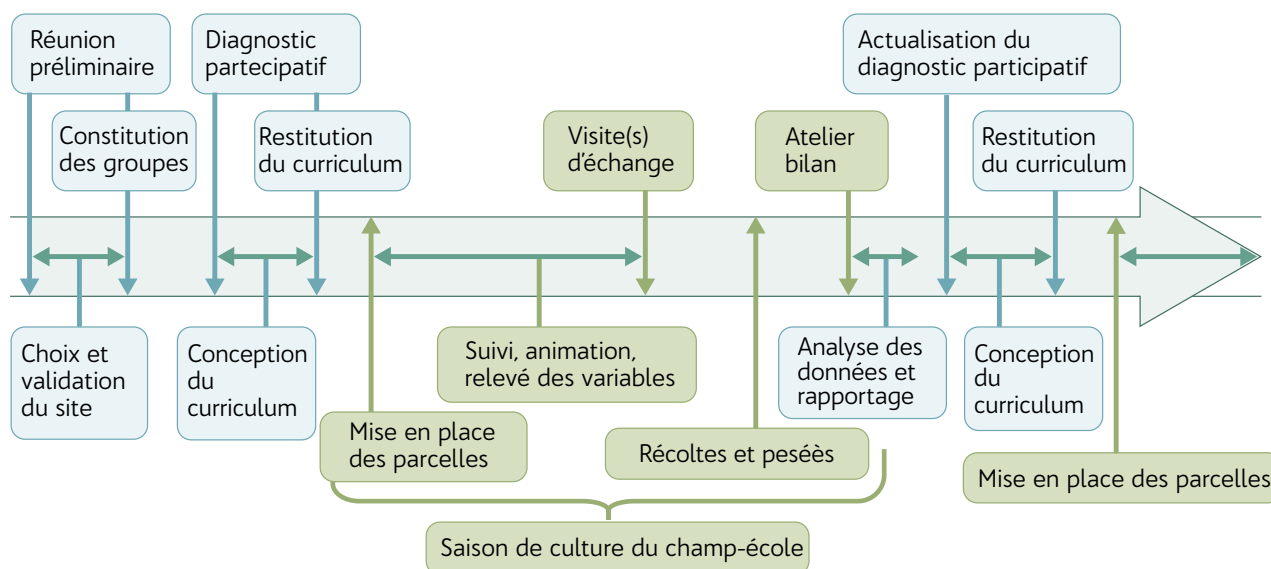 Réunion
préliminaire
Diagnostic
partecipatif
Actualisation du
diagnostic participatif
Constitution
des groupes
Restitution
du curriculum
Visite(s)
d'échange
Atelier
bilan
Restitution
du curriculum
Choix et
validation
du site
Conception
du
curriculum
Suivi, animation,
relevé des variables
Analyse des
données et
rapportage
Conception
du
curriculum
Mise en place
des parcelles
Récoltes et peséès
Mise en place des parcelles
Saison de culture du champ-école